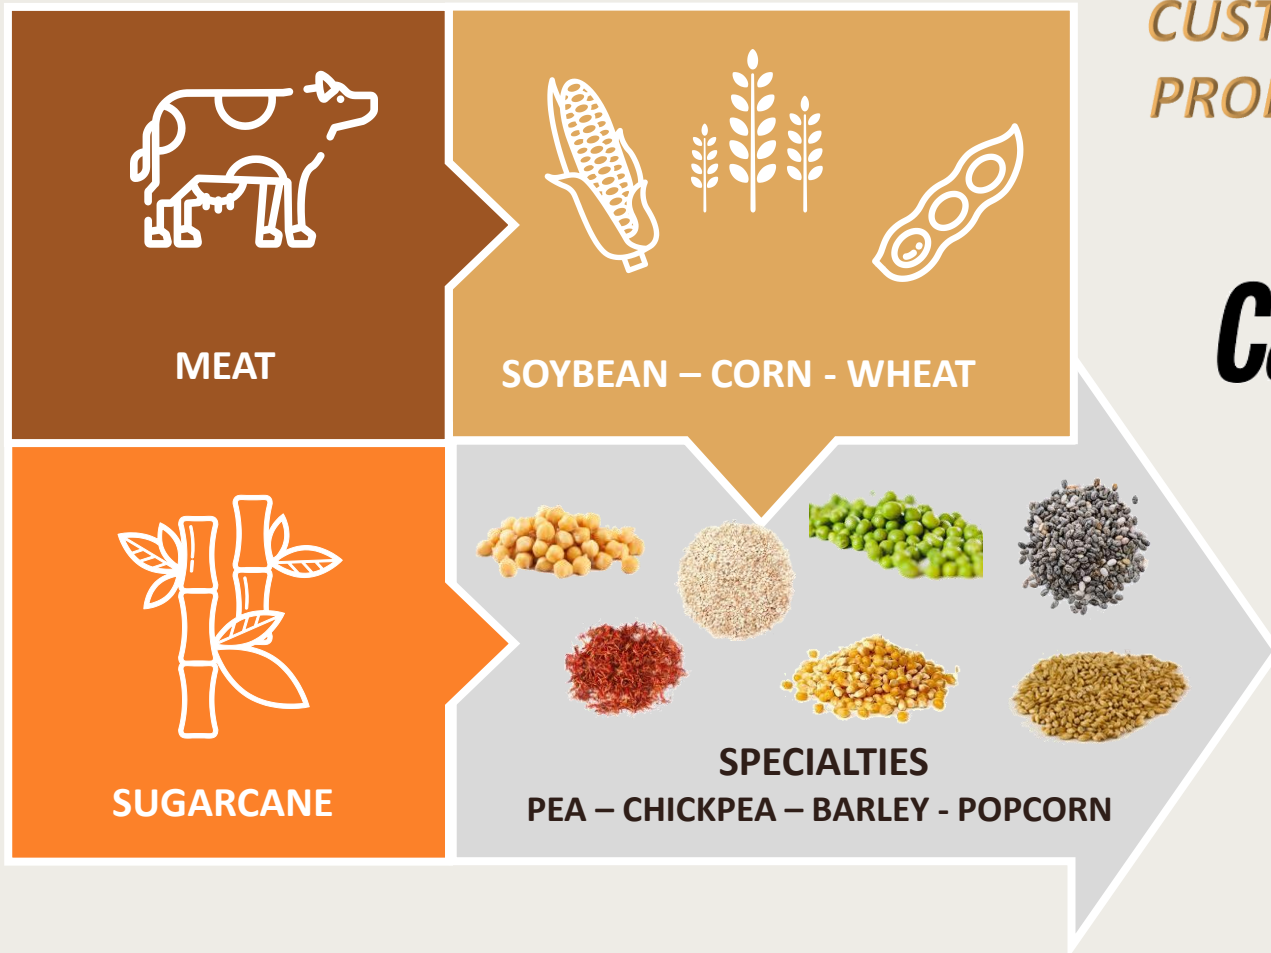 MEAT
SOYBEAN – CORN - WHEAT
SUGARCANE
SPECIALTIES
PEA – CHICKPEA – BARLEY - POPCORN